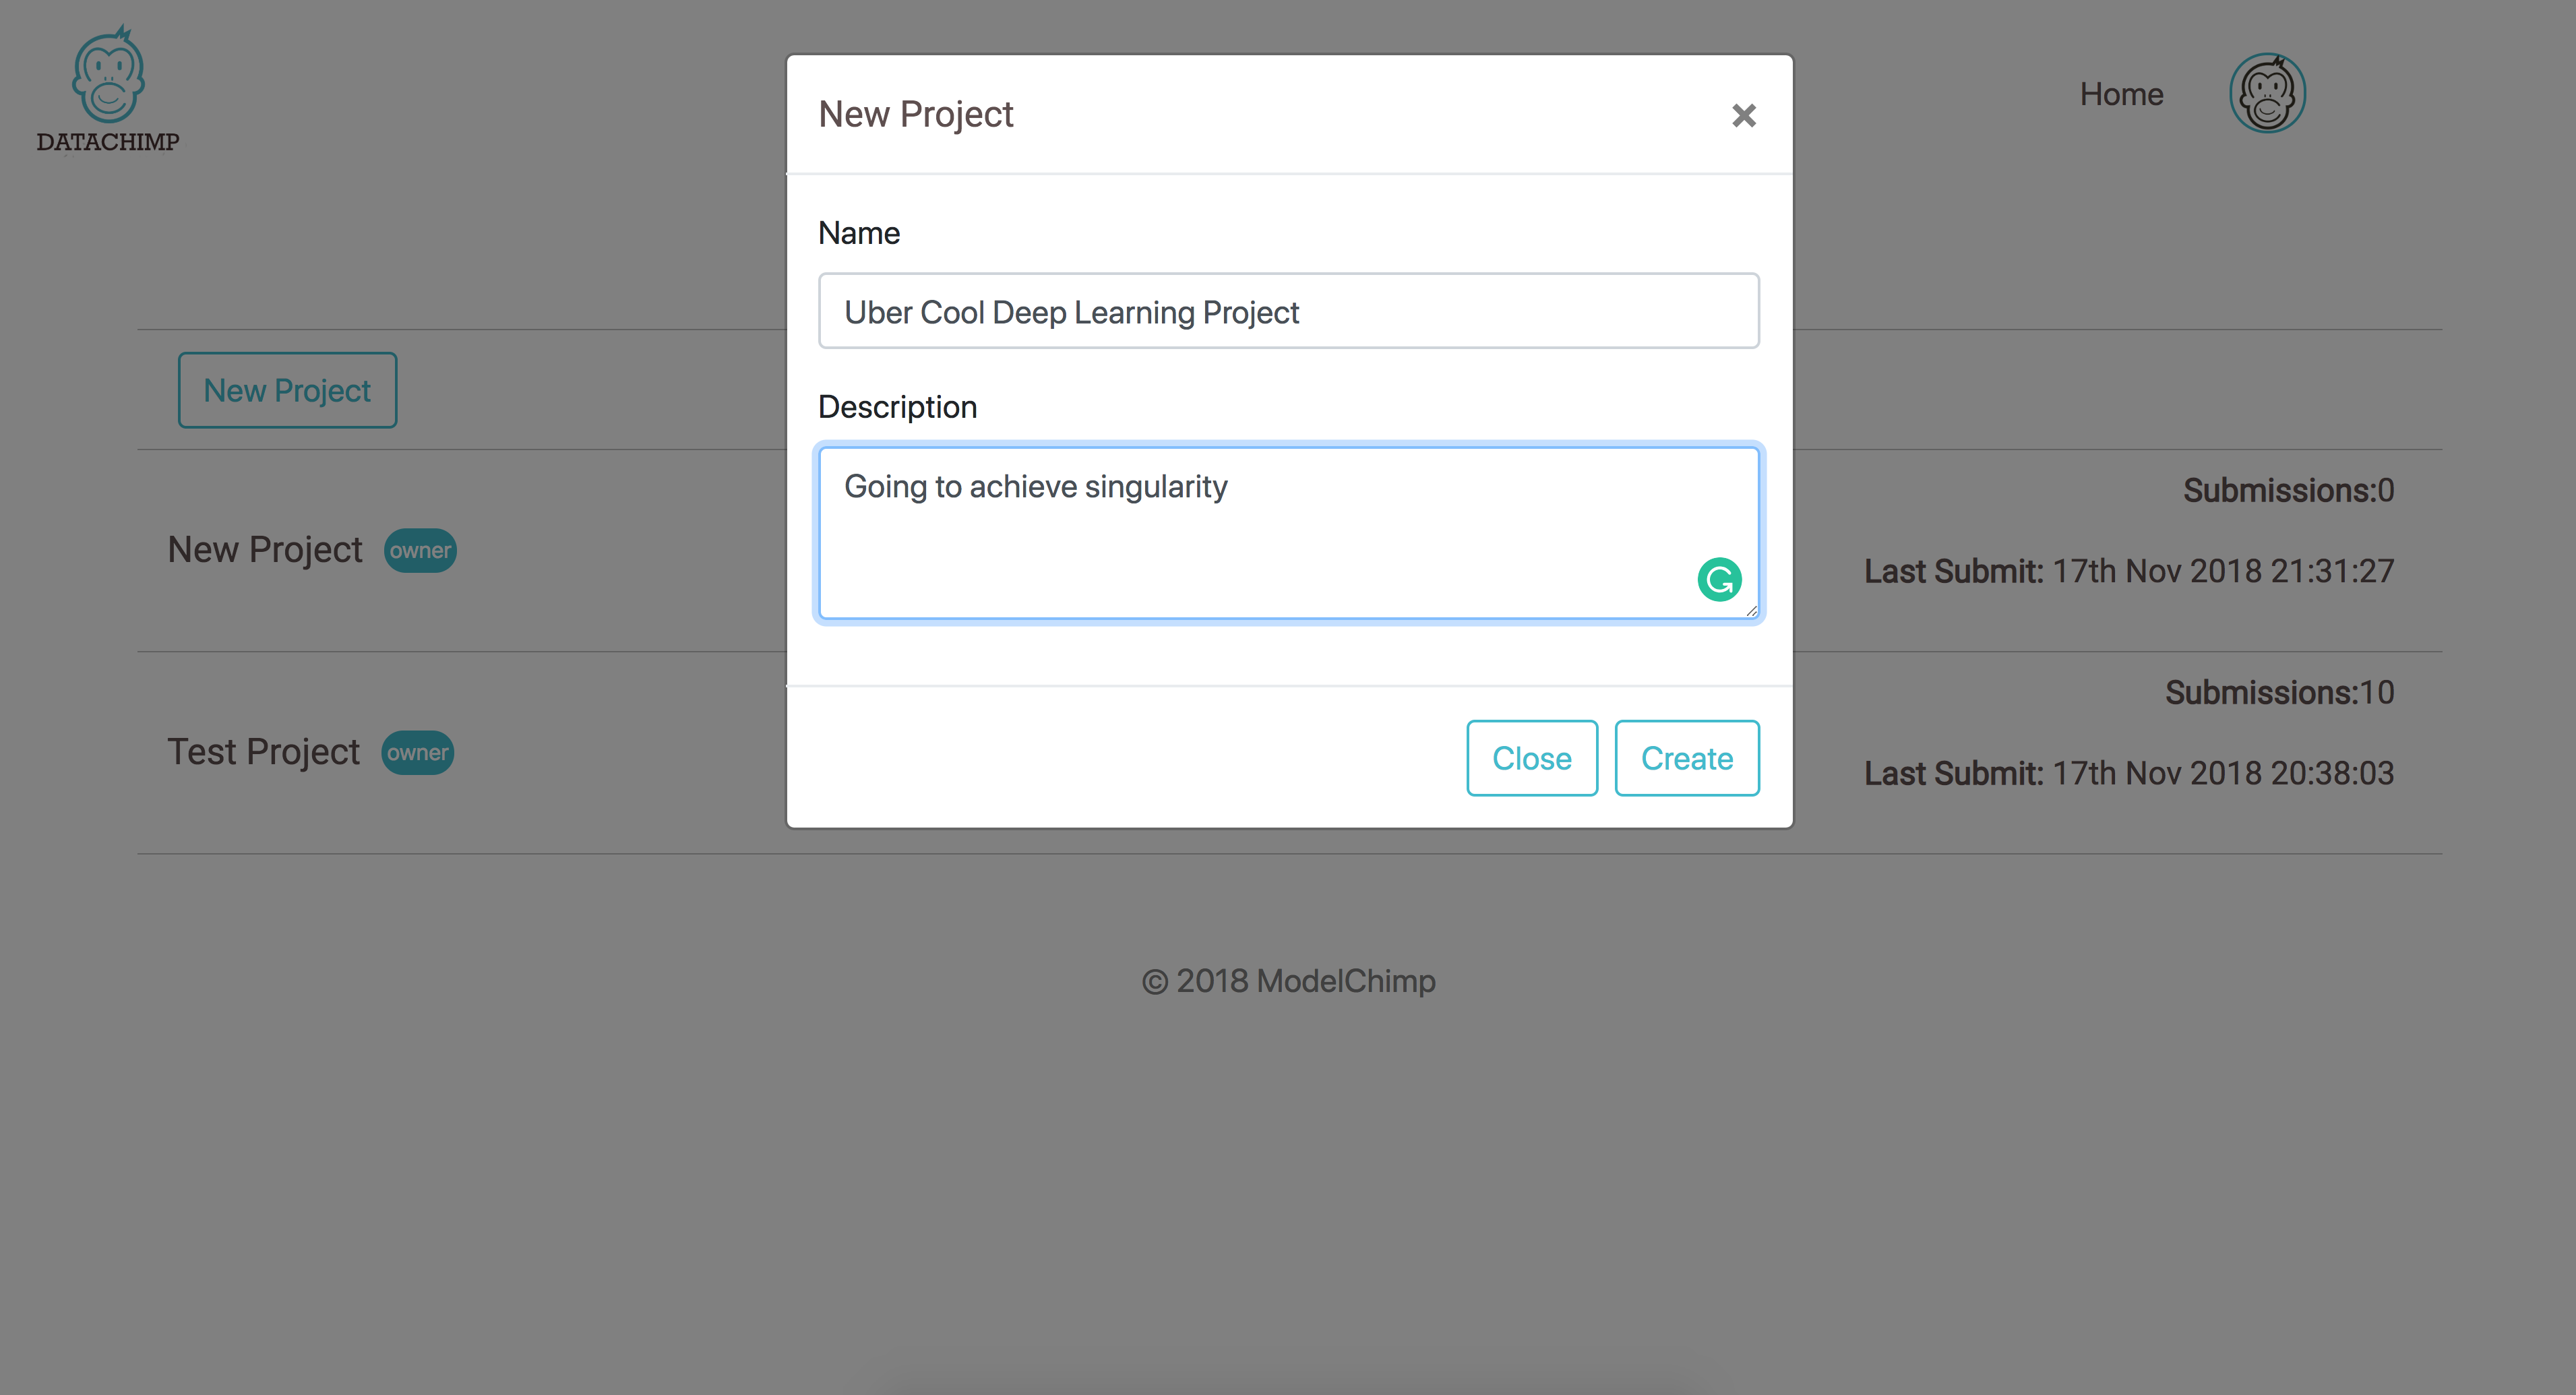 DATACHIMP
Home
New Project
Name
Uber Cool Deep Learning Project
Description
Going to achieve singularity
Close
Create
New Project
New Project owner
Submissions:0
Last Submit: 17th Nov 2018 21:31:27
Test Project owner
Submissions:10
Last Submit: 17th Nov 2018 20:38:03
© 2018 ModelChimp